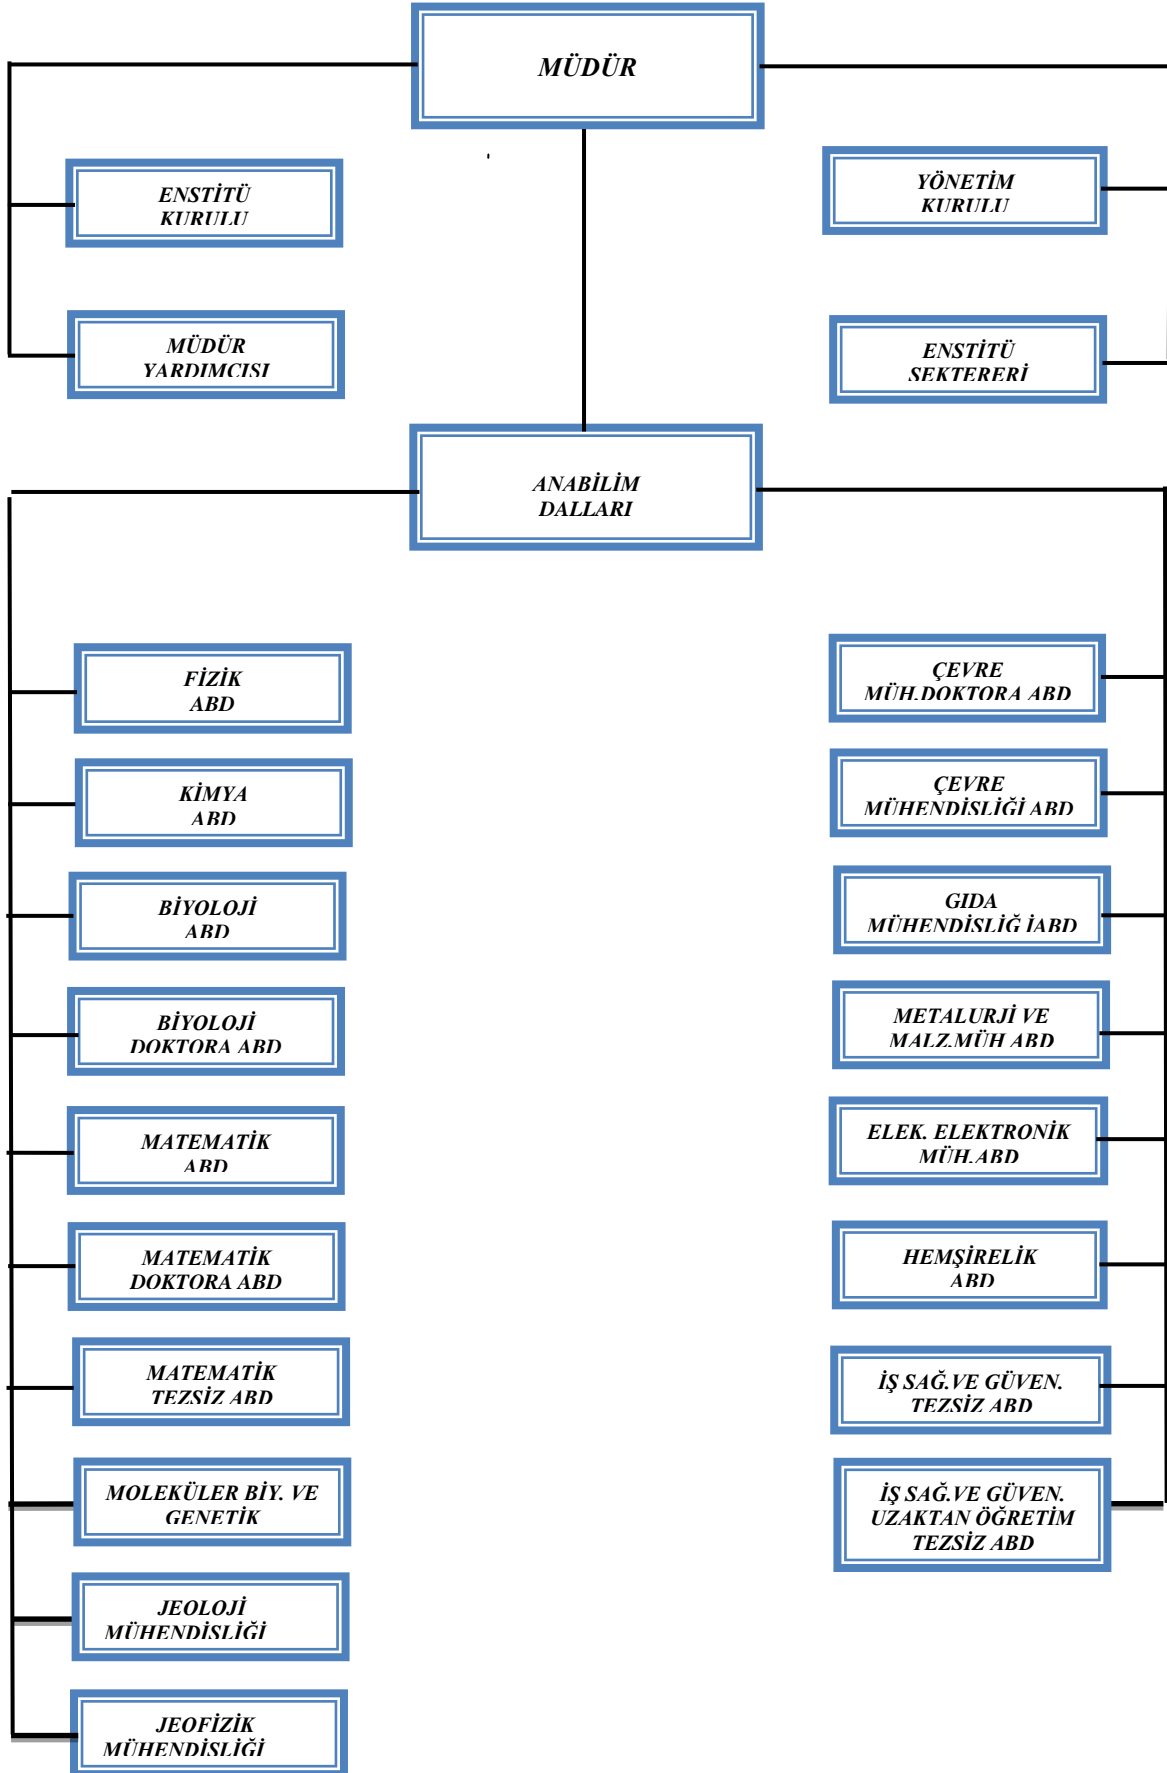 MÜDÜR
ENSTİTÜ
KURULU
YÖNETİM
KURULU
MÜDÜR
YARDIMCISI
ENSTİTÜ
SEKTERERİ
ANABİLİM
DALLARI
FİZİK
ABD
KİMYA
ABD
BİYOLOJİ
ABD
BİYOLOJİ
DOKTORA ABD
MATEMATİK
ABD
MATEMATİK
DOKTORA ABD
MATEMATİK
TEZSİZ ABD
MOLEKÜLER BİY. VE
GENETİK
JEOLOJİ
MÜHENDİSLİĞİ
JEOFİZİK
MÜHENDİSLİĞİ
ÇEVRE
MÜH.DOKTORA ABD
ÇEVRE
MÜHENDİSLİĞİ ABD
GIDA
MÜHENDİSLİĞ İABD
METALURJİ VE
MALZ.MÜH ABD
ELEK. ELEKTRONİK
MÜH.ABD
HEMŞİRELİK
ABD
İŞ SAĞ.VE GÜVEN.
TEZSİZ ABD
İŞ SAĞ.VE GÜVEN.
UZAKTAN ÖĞRETİM
TEZSİZ ABD